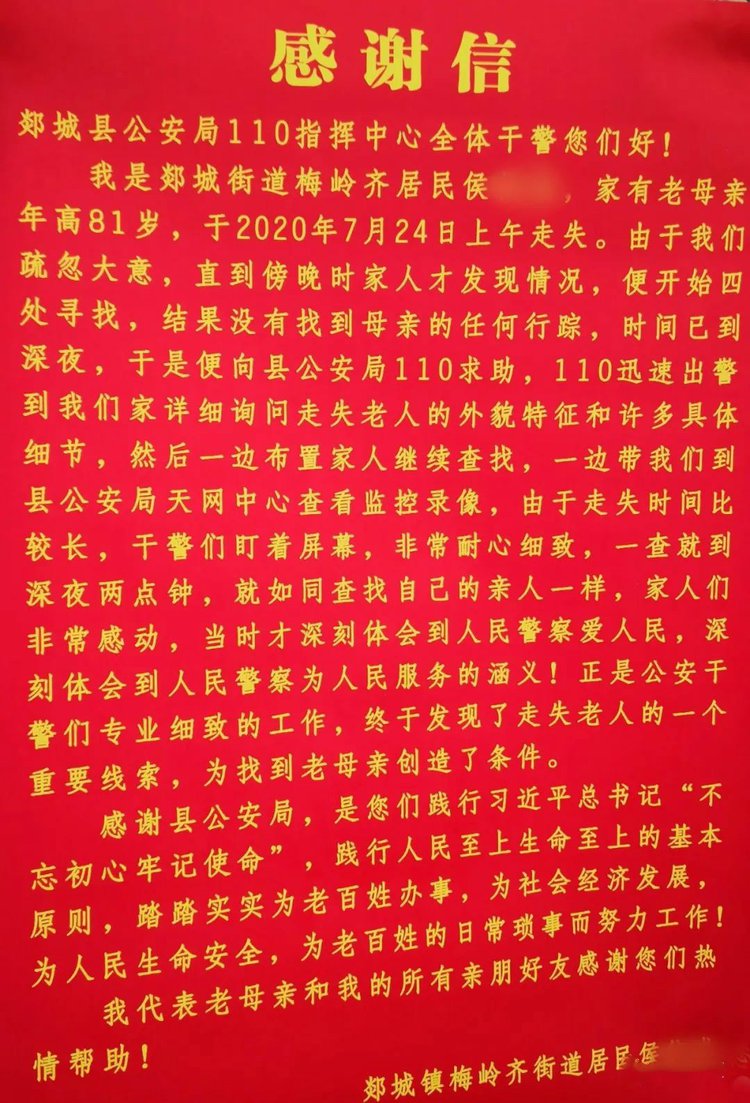 感谢信
郯城县公安局110指挥中心全体干警您们好！
我是郯城街道梅岭齐居民侯，家有老母亲
年高81岁，于2020年7月24日上午走失。由于我们
疏忽大意，直到傍晚时家人才发现情况，便开始四
处寻找，结果没有找到母亲的任何行踪，时间已到
深夜，于是便向县公安局110求助，110迅速出警
到我们家详细询问走失老人的外貌特征和许多具体
细节，然后一边布置家人继续查找，一边带我们到
县公安局天网中心查看监控录像，由于走失时间比
较长，干警们盯着屏幕，非常耐心细致，一查就到
深夜两点钟，就如同查找自己的亲人一样，家人们
非常感动，当时才深刻体会到人民警察爱人民，深
刻体会到人民警察为人民服务的涵义！正是公安干
警们专业细致的工作，终于发现了走失老人的一个
重要线索，为找到老母亲创造了条件。
感谢县公安局，是您们践行习近平总书记“不
忘初心牢记使命”，践行人民至上生命至上的基本
原则，踏踏实实为老百姓办事，为社会经济发展，
为人民生命安全，为老百姓的日常琐事而努力工作！
我代表老母亲和我的所有亲朋好友感谢您们热
情帮助！
郯城镇梅岭齐街道居民侯